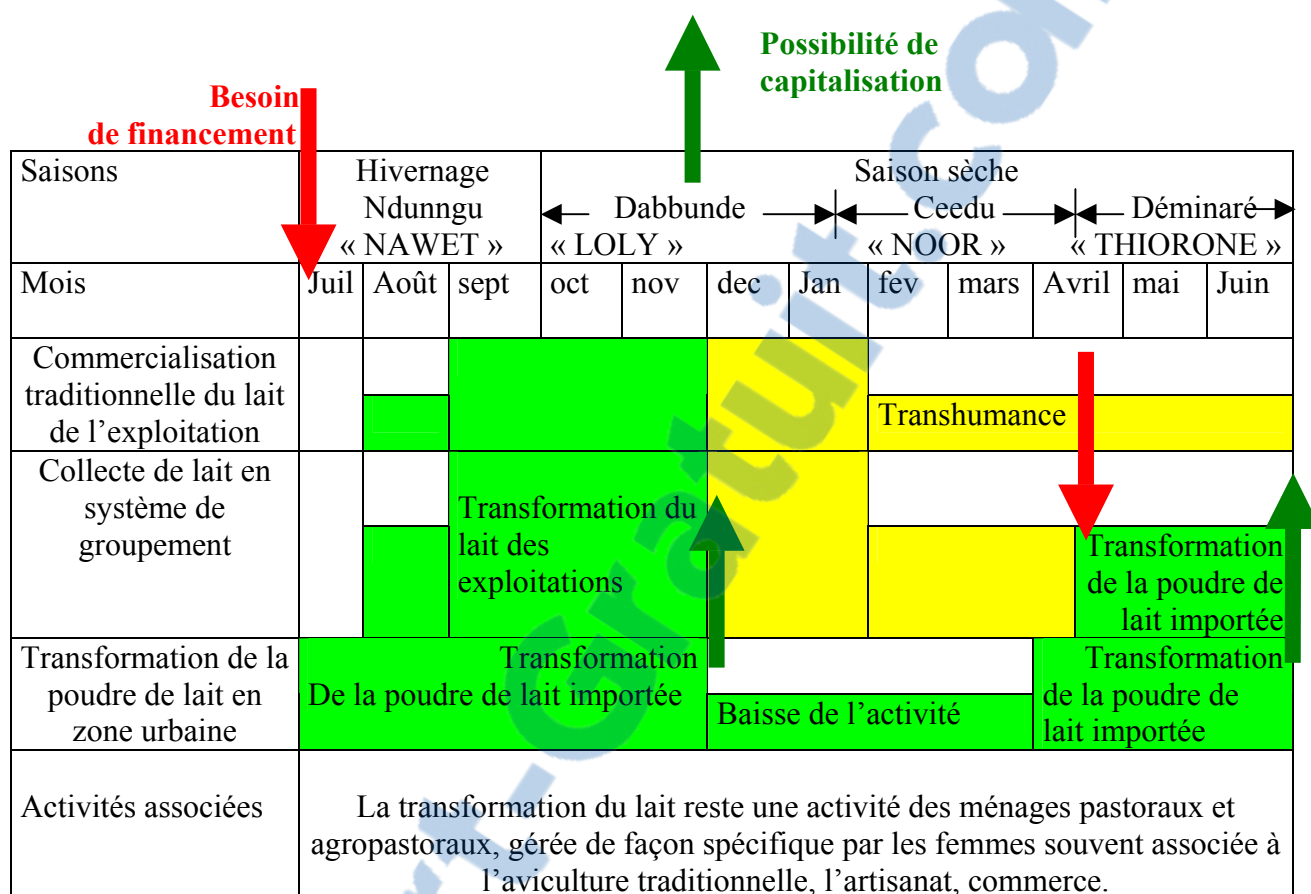 Possibilité de
capitalisation
Besoin
de financement
Saisons
Hivernage
Ndunngu
« NAWET »
Saison sèche
Dabbunde
Ceedu
Déminaré
« LOLY »
« NOOR »
« THIORONE »
Mois
Juil
Août
sept
oct
nov
dec
Jan
fev
mars
Avril
mai
Juin
Commercialisation
traditionnelle du lait
de l’exploitation
Transhumance
Collecte de lait en
système de
groupement
Transformation du
lait des
exploitations
Transformation
de la poudre de
lait importée
Transformation de la
poudre de lait en
zone urbaine
Transformation
De la poudre de lait importée
Baisse de l’activité
Transformation
de la poudre de
lait importée
Activités associées
La transformation du lait reste une activité des ménages pastoraux et
agropastoraux, gérée de façon spécifique par les femmes souvent associée à
l’aviculture traditionnelle, l’artisanat, commerce.